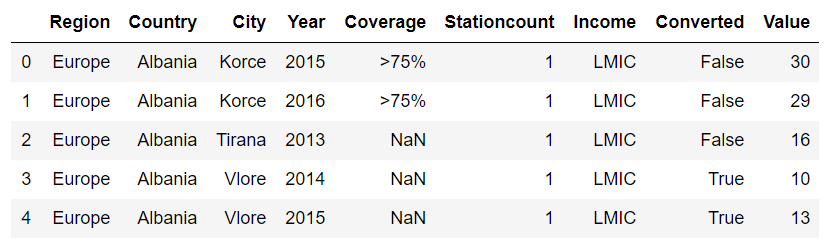 Region Country City Year Coverage Stationcount Income Converted Value
0 Europe Albania Korce 2015 >75% 1 LMIC False 30
1 Europe Albania Korce 2016 >75% 1 LMIC False 29
2 Europe Albania Tirana 2013 NaN 1 LMIC False 16
3 Europe Albania Vlore 2014 NaN 1 LMIC True 10
4 Europe Albania Vlore 2015 NaN 1 LMIC True 13